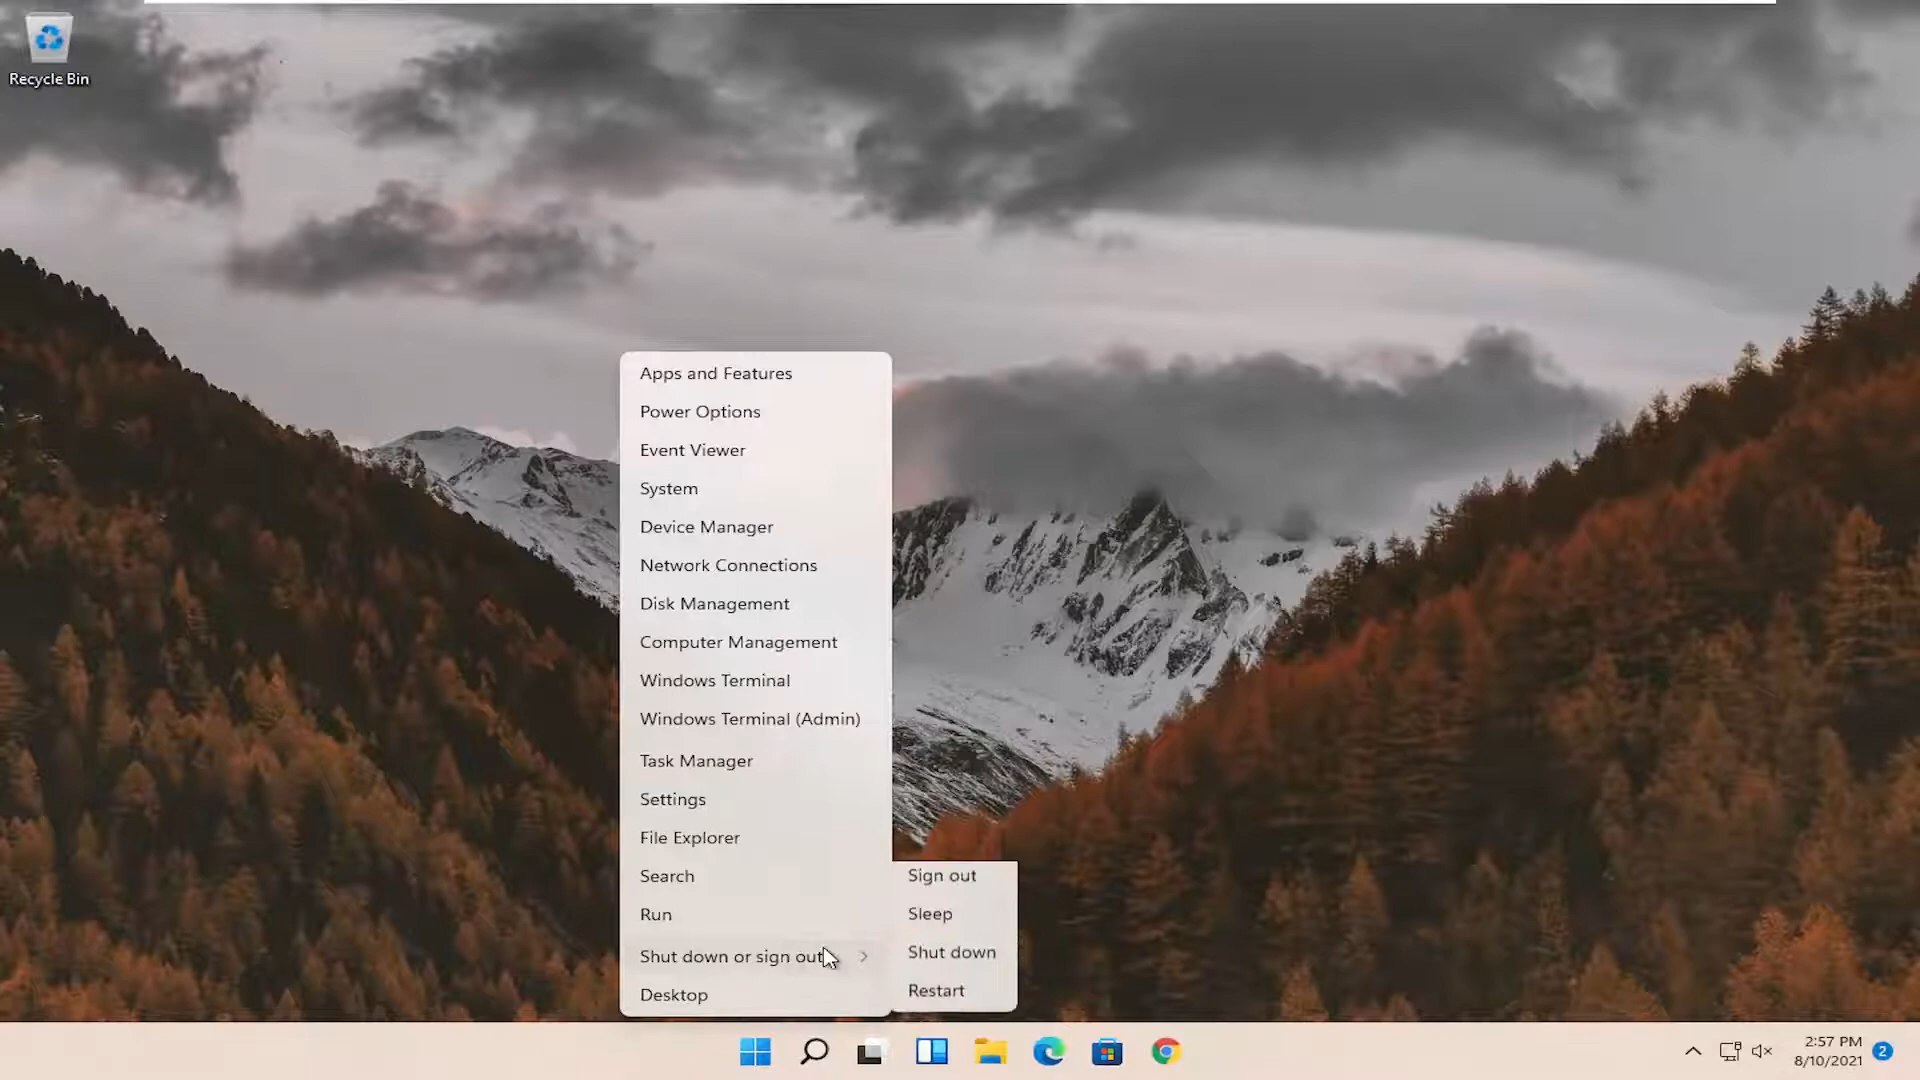 Recycle Bin
Apps and Features
Power Options
Event Viewer
System
Device Manager
Network Connections
Disk Management
Computer Management
Windows Terminal
Windows Terminal (Admin)
Task Manager
Settings
File Explorer
Search
Run
Shut down or sign out
Desktop
Sign out
Sleep
Shut down
Restart
2:57 PM
8/10/2021
2